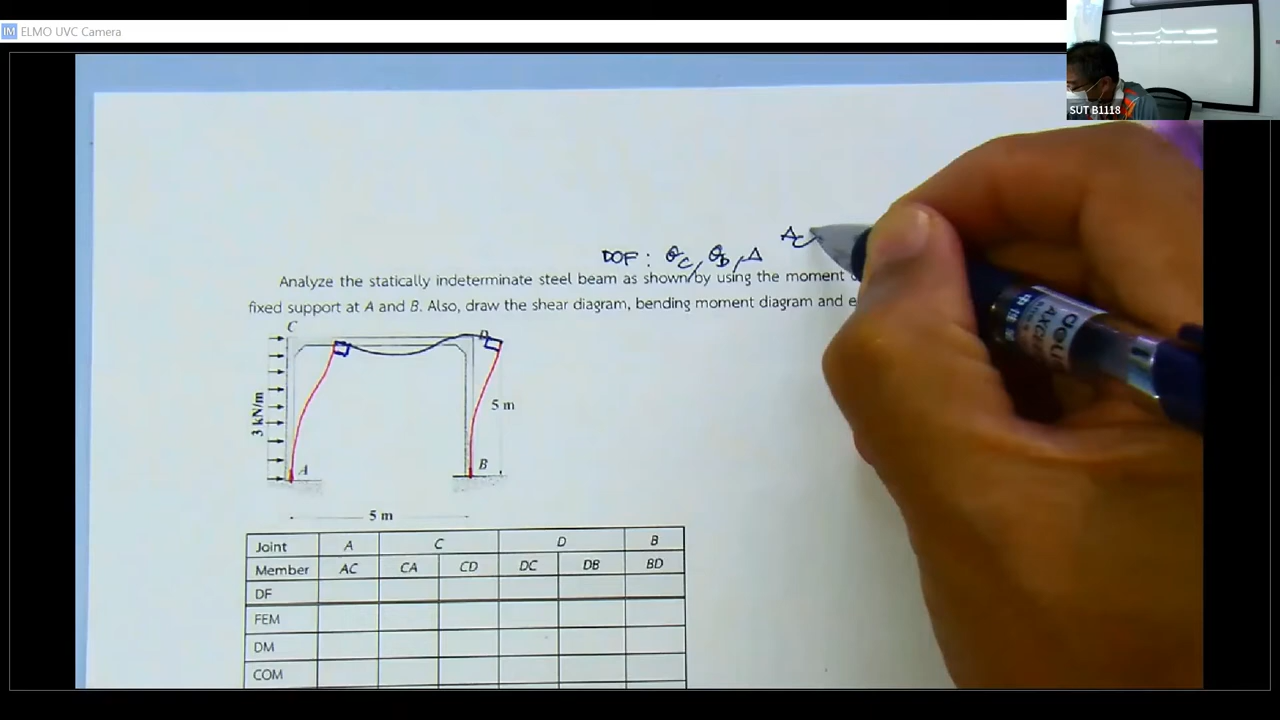 IM ELMO UVC Camera
SUT B1118
DOF : θC, θD, Δ AC
Analyze the statically indeterminate steel beam as shown by using the moment
fixed support at A and B. Also, draw the shear diagram, bending moment diagram and e
C
D
3 kN/m
5 m
A
B
5 m
Joint A C D B
Member AC CA CD DC DB BD
DF
FEM
DM
COM